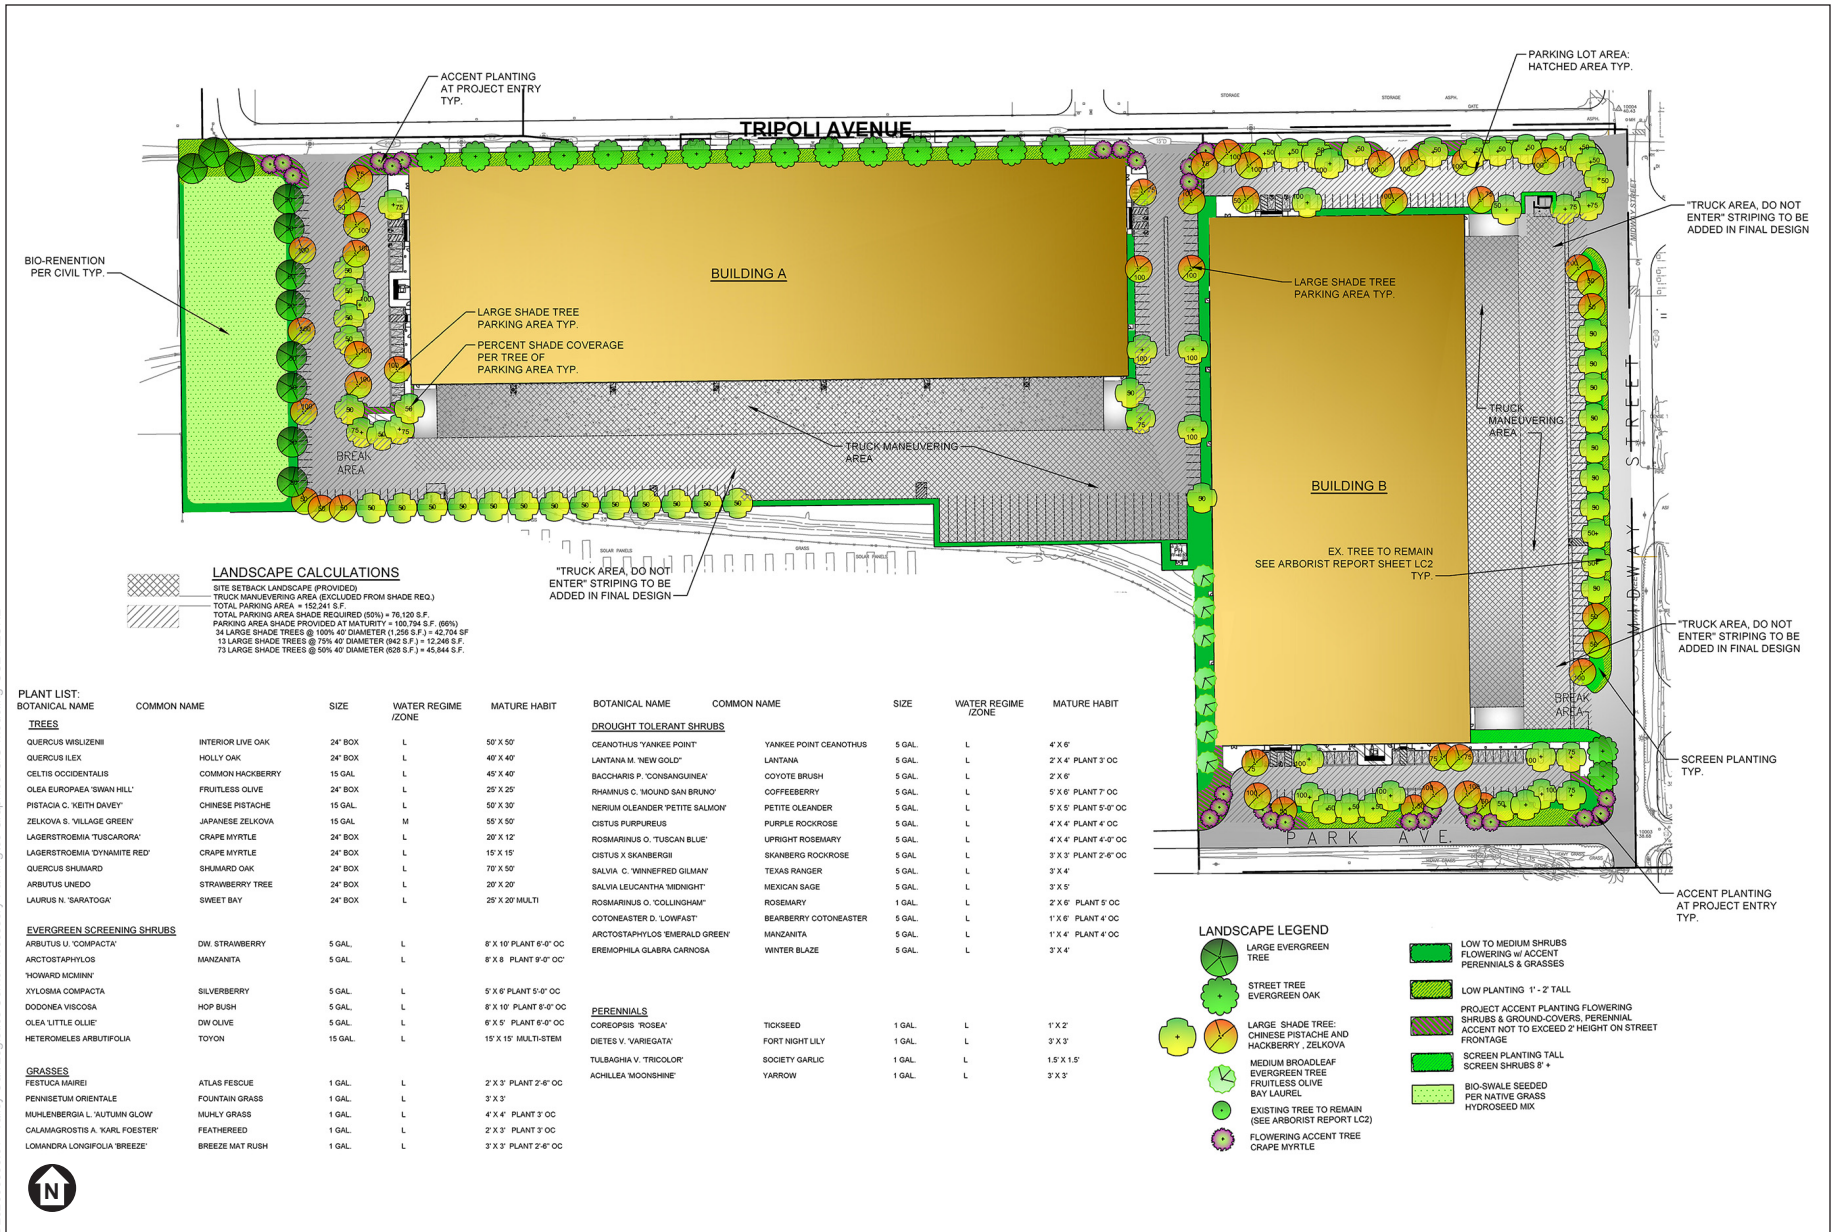 ACCENT PLANTING
AT PROJECT ENTRY
TYP.
PARKING LOT AREA:
HATCHED AREA TYP.
TRIPOLI AVENUE
STORAGE
STORAGE
ASPH.
GATE
ASPH.
"TRUCK AREA, DO NOT
ENTER" STRIPING TO BE
ADDED IN FINAL DESIGN
BIO-RENENTION
PER CIVIL TYP.
BUILDING A
LARGE SHADE TREE
PARKING AREA TYP.
LARGE SHADE TREE
PARKING AREA TYP.
PERCENT SHADE COVERAGE
PER TREE OF
PARKING AREA TYP.
TRUCK
MANEUVERING
AREA
TRUCK MANEUVERING
AREA
BREAK
AREA
BUILDING B
MIDWAY STREET
EX. TREE TO REMAIN
SEE ARBORIST REPORT SHEET LC2
TYP.
SOLAR PANELS
GRASS
SOLAR PANELS
"TRUCK AREA, DO NOT
ENTER" STRIPING TO BE
ADDED IN FINAL DESIGN
"TRUCK AREA, DO NOT
ENTER" STRIPING TO BE
ADDED IN FINAL DESIGN
BREAK
AREA
SCREEN PLANTING
TYP.
PARK AVE.
ACCENT PLANTING
AT PROJECT ENTRY
TYP.
LANDSCAPE CALCULATIONS
SITE SETBACK LANDSCAPE (PROVIDED)
TRUCK MANUEVERING AREA (EXCLUDED FROM SHADE REQ.)
TOTAL PARKING AREA = 152,241 S.F.
TOTAL PARKING AREA SHADE REQUIRED (50%) = 76,120 S.F.
PARKING AREA SHADE PROVIDED AT MATURITY = 100,794 S.F. (66%)
34 LARGE SHADE TREES @ 100% 40' DIAMETER (1,256 S.F.) = 42,704 SF
13 LARGE SHADE TREES @ 75% 40' DIAMETER (942 S.F.) = 12,246 S.F.
73 LARGE SHADE TREES @ 50% 40' DIAMETER (628 S.F.) = 45,844 S.F.
PLANT LIST:
BOTANICAL NAME COMMON NAME SIZE WATER REGIME /ZONE MATURE HABIT
TREES
QUERCUS WISLIZENII INTERIOR LIVE OAK 24" BOX L 50' X 50'
QUERCUS ILEX HOLLY OAK 24" BOX L 40' X 40'
CELTIS OCCIDENTALIS COMMON HACKBERRY 15 GAL L 45' X 40'
OLEA EUROPAEA 'SWAN HILL' FRUITLESS OLIVE 24" BOX L 25' X 25'
PISTACIA C. 'KEITH DAVEY' CHINESE PISTACHE 15 GAL. L 50' X 30'
ZELKOVA S. 'VILLAGE GREEN' JAPANESE ZELKOVA 15 GAL M 55' X 50'
LAGERSTROEMIA 'TUSCARORA' CRAPE MYRTLE 24" BOX L 20' X 12'
LAGERSTROEMIA 'DYNAMITE RED' CRAPE MYRTLE 24" BOX L 15' X 15'
QUERCUS SHUMARD SHUMARD OAK 24" BOX L 70' X 50'
ARBUTUS UNEDO STRAWBERRY TREE 24" BOX L 20' X 20'
LAURUS N. 'SARATOGA' SWEET BAY 24" BOX L 25' X 20' MULTI
EVERGREEN SCREENING SHRUBS
ARBUTUS U. 'COMPACTA' DW. STRAWBERRY 5 GAL. L 8' X 10' PLANT 6'-0" OC
ARCTOSTAPHYLOS MANZANITA 5 GAL. L 8' X 8 PLANT 9'-0" OC'
'HOWARD MCMINN'
XYLOSMA COMPACTA SILVERBERRY 5 GAL. L 5' X 6' PLANT 5'-0" OC
DODONEA VISCOSA HOP BUSH 5 GAL. L 8' X 10' PLANT 8'-0" OC
OLEA 'LITTLE OLLIE' DW OLIVE 5 GAL. L 6' X 5' PLANT 6'-0" OC
HETEROMELES ARBUTIFOLIA TOYON 15 GAL. L 15' X 15' MULTI-STEM
GRASSES
FESTUCA MAIREI ATLAS FESCUE 1 GAL. L 2' X 3' PLANT 2'-6" OC
PENNISETUM ORIENTALE FOUNTAIN GRASS 1 GAL. L 3' X 3'
MUHLENBERGIA L. 'AUTUMN GLOW' MUHLY GRASS 1 GAL. L 4' X 4' PLANT 3' OC
CALAMAGROSTIS A. 'KARL FOESTER' FEATHEREED 1 GAL. L 2' X 3' PLANT 3' OC
LOMANDRA LONGIFOLIA 'BREEZE' BREEZE MAT RUSH 1 GAL. L 3' X 3' PLANT 2'-6" OC
BOTANICAL NAME COMMON NAME SIZE WATER REGIME /ZONE MATURE HABIT
DROUGHT TOLERANT SHRUBS
CEANOTHUS 'YANKEE POINT' YANKEE POINT CEANOTHUS 5 GAL. L 4' X 6'
LANTANA M. 'NEW GOLD" LANTANA 5 GAL. L 2' X 4' PLANT 3' OC
BACCHARIS P. 'CONSANGUINEA' COYOTE BRUSH 5 GAL. L 2' X 6'
RHAMNUS C. 'MOUND SAN BRUNO' COFFEEBERRY 5 GAL. L 5' X 6' PLANT 7' OC
NERIUM OLEANDER 'PETITE SALMON' PETITE OLEANDER 5 GAL. L 5' X 5' PLANT 5'-0" OC
CISTUS PURPUREUS PURPLE ROCKROSE 5 GAL. L 4' X 4' PLANT 4' OC
ROSMARINUS O. 'TUSCAN BLUE' UPRIGHT ROSEMARY 5 GAL. L 4' X 4' PLANT 4'-0" OC
CISTUS X SKANBERGII SKANBERG ROCKROSE 5 GAL L 3' X 3' PLANT 2'-6" OC
SALVIA C. 'WINNEFRED GILMAN' TEXAS RANGER 5 GAL. L 3' X 4'
SALVIA LEUCANTHA 'MIDNIGHT' MEXICAN SAGE 5 GAL. L 3' X 5'
ROSMARINUS O. 'COLLINGHAM" ROSEMARY 1 GAL. L 2' X 6' PLANT 5' OC
COTONEASTER D. 'LOWFAST' BEARBERRY COTONEASTER 5 GAL. L 1' X 6' PLANT 4' OC
ARCTOSTAPHYLOS 'EMERALD GREEN' MANZANITA 5 GAL. L 1' X 4' PLANT 4' OC
EREMOPHILA GLABRA CARNOSA WINTER BLAZE 5 GAL. L 3' X 4'
PERENNIALS
COREOPSIS 'ROSEA' TICKSEED 1 GAL. L 1' X 2'
DIETES V. 'VARIEGATA' FORT NIGHT LILY 1 GAL. L 3' X 3'
TULBAGHIA V. 'TRICOLOR' SOCIETY GARLIC 1 GAL. L 1.5' X 1.5'
ACHILLEA 'MOONSHINE' YARROW 1 GAL. L 3' X 3'
LANDSCAPE LEGEND
LARGE EVERGREEN
TREE
STREET TREE
EVERGREEN OAK
LARGE SHADE TREE:
CHINESE PISTACHE AND
HACKBERRY , ZELKOVA
MEDIUM BROADLEAF
EVERGREEN TREE
FRUITLESS OLIVE
BAY LAUREL
EXISTING TREE TO REMAIN
(SEE ARBORIST REPORT LC2)
FLOWERING ACCENT TREE
CRAPE MYRTLE
LOW TO MEDIUM SHRUBS
FLOWERING w/ ACCENT
PERENNIALS & GRASSES
LOW PLANTING 1' - 2' TALL
PROJECT ACCENT PLANTING FLOWERING
SHRUBS & GROUND-COVERS, PERENNIAL
ACCENT NOT TO EXCEED 2' HEIGHT ON STREET
FRONTAGE
SCREEN PLANTING TALL
SCREEN SHRUBS 8' +
BIO-SWALE SEEDED
PER NATIVE GRASS
HYDROSEED MIX
N